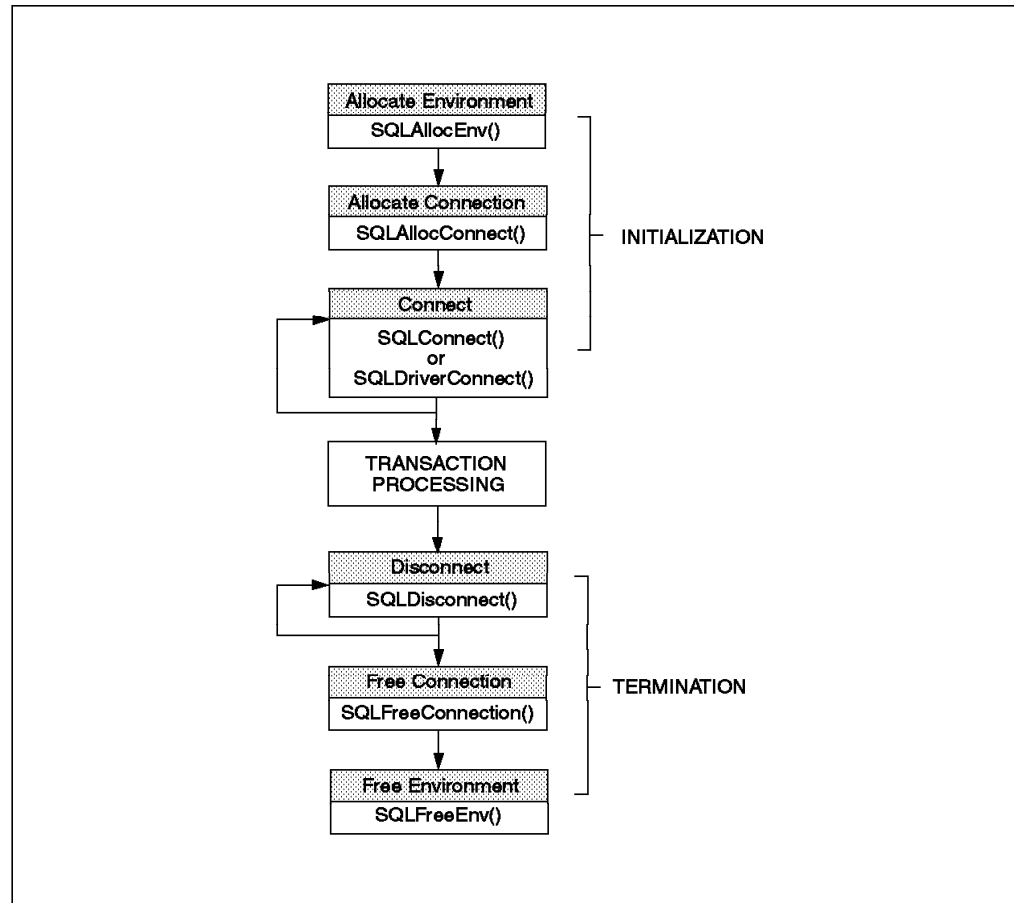 Allocate Environment
SQLAllocEnv()
Allocate Connection
SQLAllocConnect()
INITIALIZATION
Connect
SQLConnect()
or
SQLDriverConnect()
TRANSACTION
PROCESSING
Disconnect
SQLDisconnect()
Free Connection
TERMINATION
SQLFreeConnection()
Free Environment
SQLFreeEnv()